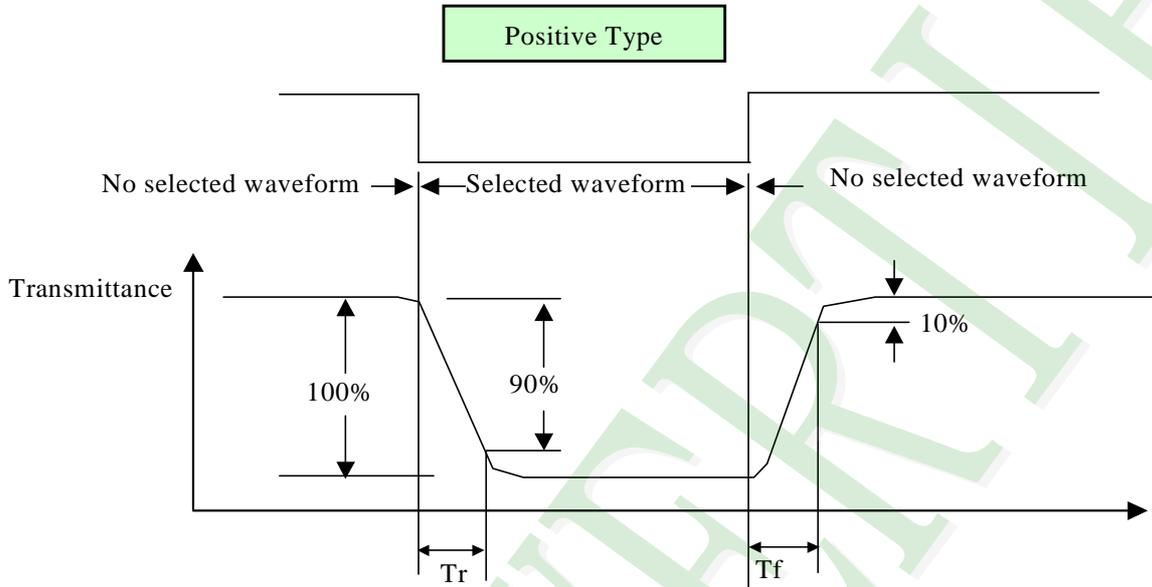 Positive Type
No selected waveform
Selected waveform
No selected waveform
Transmittance
10%
100%
90%
Tr
Tf